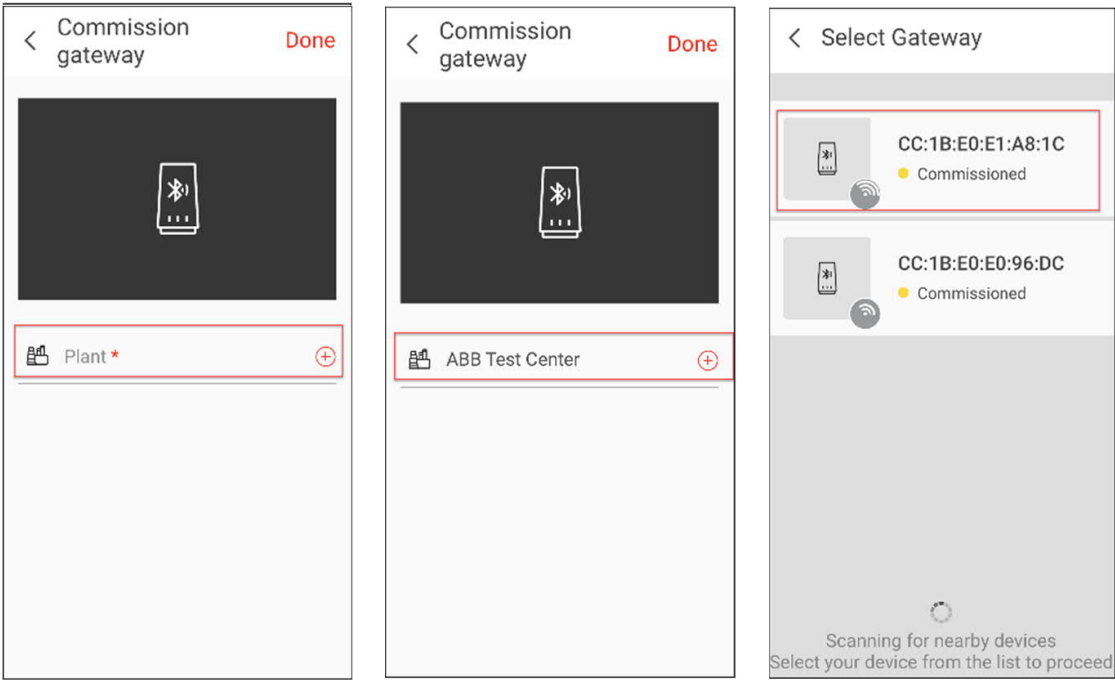 Commission
gateway
Done
Plant *
Commission
gateway
Done
ABB Test Center
Select Gateway
CC:1B:E0:E1:A8:1C
Commissioned
CC:1B:E0:E0:96:DC
Commissioned
Scanning for nearby devices
Select your device from the list to proceed